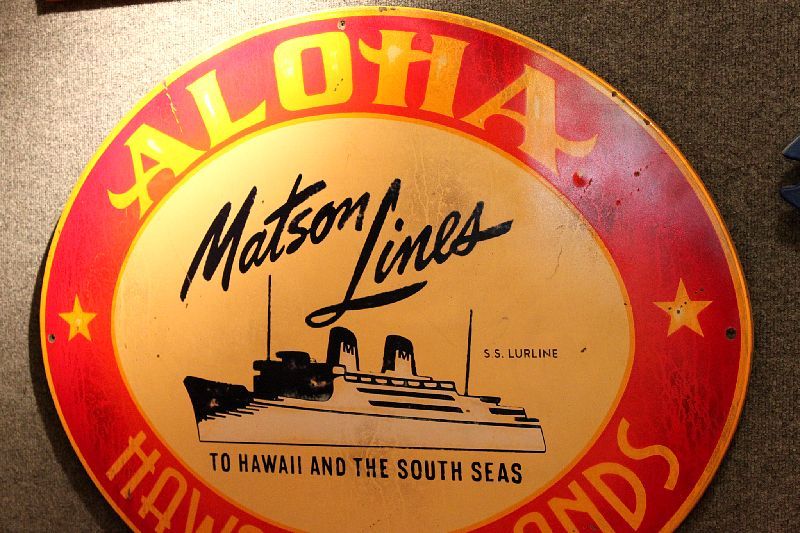 ALOHA
Matson Lines
M M
S.S. LURLINE
TO HAWAII AND THE SOUTH SEAS